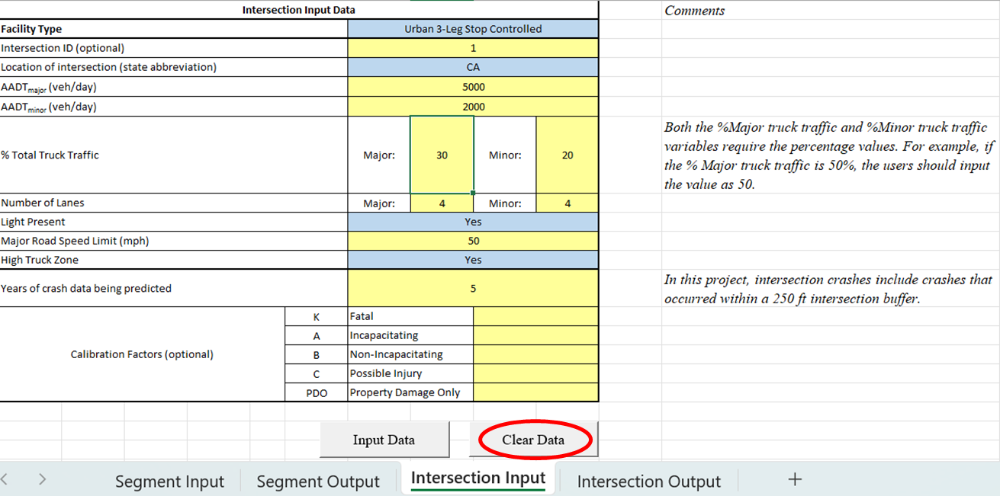 Intersection Input Data
Comments
Facility Type Urban 3-Leg Stop Controlled
Intersection ID (optional) 1
Location of intersection (state abbreviation) CA
AADTmajor (veh/day) 5000
AADTminor (veh/day) 2000
% Total Truck Traffic Major: 30 Minor: 20
Both the %Major truck traffic and %Minor truck traffic
variables require the percentage values. For example, if
the % Major truck traffic is 50%, the users should input
the value as 50.
Number of Lanes Major: 4 Minor: 4
Light Present Yes
Major Road Speed Limit (mph) 50
High Truck Zone Yes
Years of crash data being predicted 5
In this project, intersection crashes include crashes that
occurred within a 250 ft intersection buffer.
Calibration Factors (optional)
K Fatal
A Incapacitating
B Non-Incapacitating
C Possible Injury
PDO Property Damage Only
Input Data Clear Data
Segment Input Segment Output Intersection Input Intersection Output +